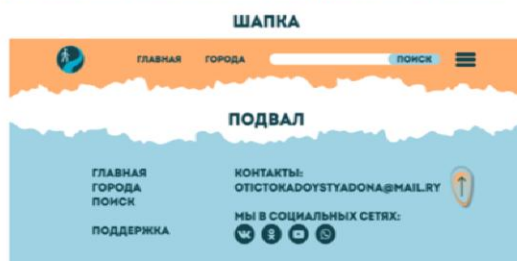 ШАПКА
ГЛАВНАЯ ГОРОДА ПОИСК
ПОДВАЛ
ГЛАВНАЯ
ГОРОДА
ПОИСК
ПОДДЕРЖКА
КОНТАКТЫ:
OTICTOKADOYSTYADONA@MAIL.RY
МЫ В СОЦИАЛЬНЫХ СЕТЯХ: